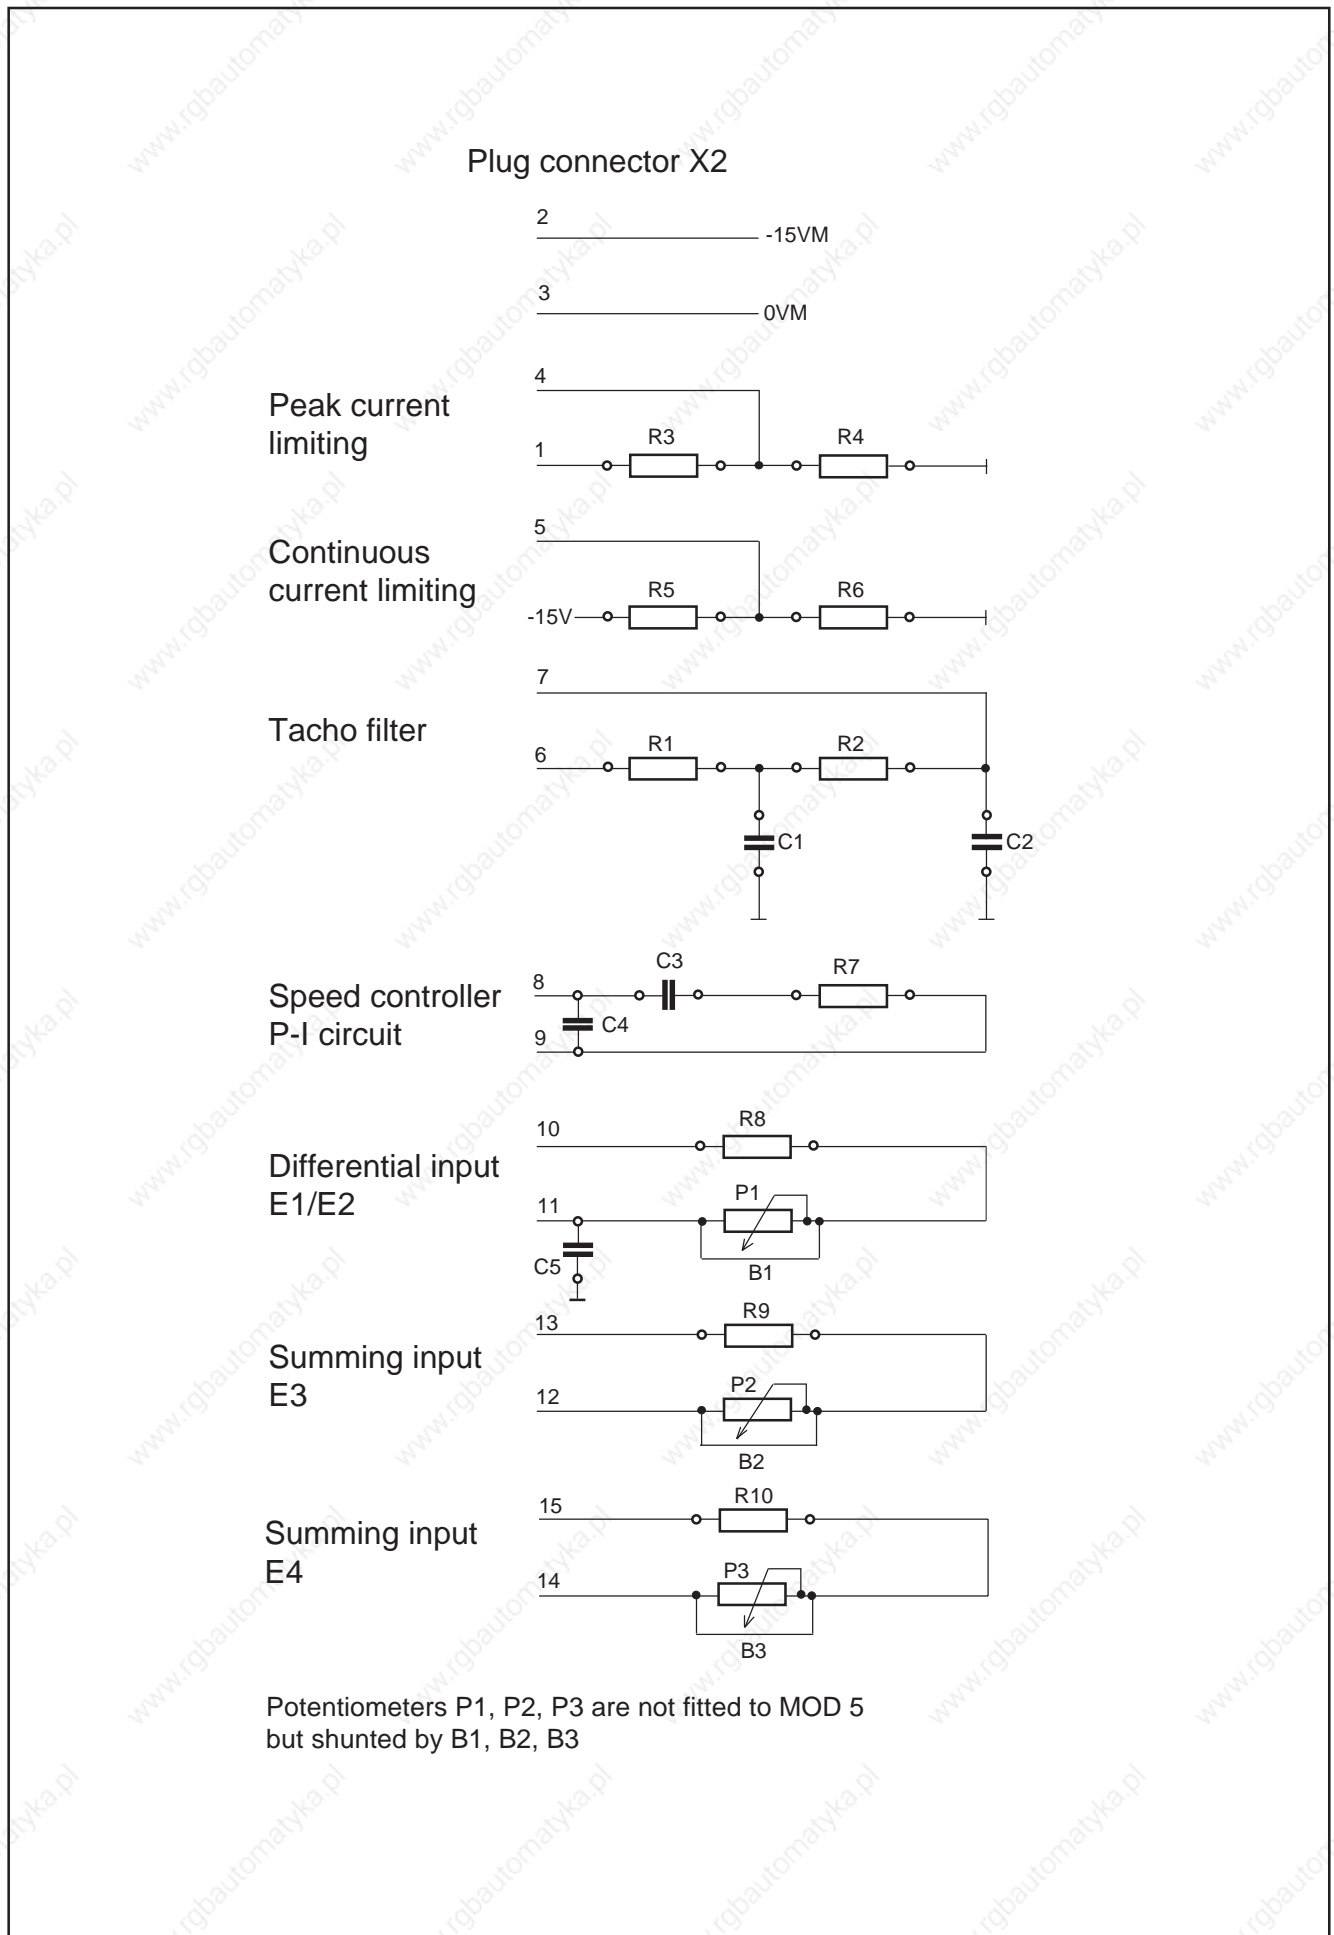 Plug connector X2
2
-15VM
3
0VM
4
Peak current
limiting
1
R3
R4
5
Continuous
current limiting
-15V
R5
R6
7
Tacho filter
6
R1
R2
C1
C2
Speed controller
P-I circuit
8
C3
R7
C4
9
10
R8
Differential input
E1/E2
11
P1
C5
B1
13
R9
Summing input
E3
12
P2
B2
15
R10
Summing input
E4
14
P3
B3
Potentiometers P1, P2, P3 are not fitted to MOD 5
but shunted by B1, B2, B3
www.rgbautomatyka.pl